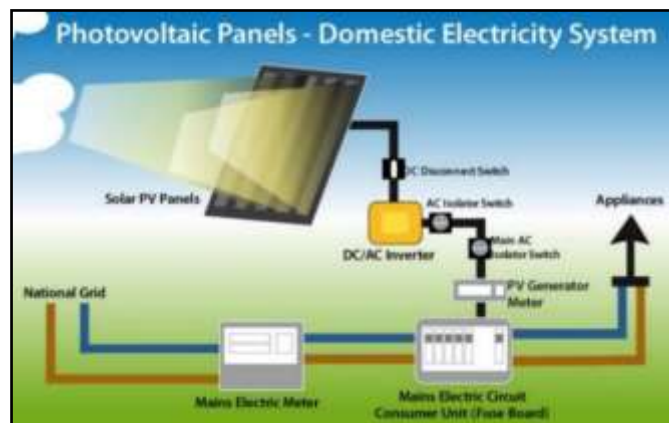 Photovoltaic Panels - Domestic Electricity System
DC Disconnect Switch
Solar PV Panels
AC Isolator Switch
Appliances
DC/AC Inverter
Main AC
Isolator Switch
National Grid
PV Generator
Meter
Mains Electric Meter
Mains Electric Circuit
Consumer Unit (Fuse Board)